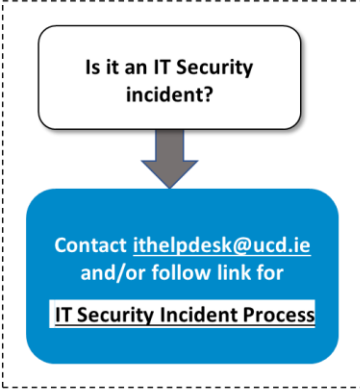 Is it an IT Security
incident?
Contact ithelpdesk@ucd.ie
and/or follow link for
IT Security Incident Process